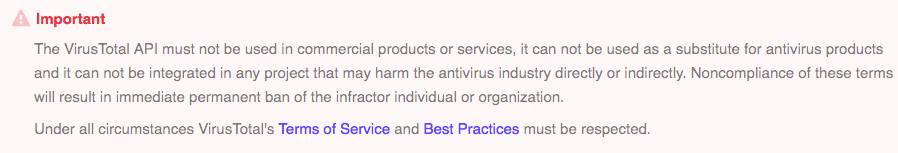 Important
The VirusTotal API must not be used in commercial products or services, it can not be used as a substitute for antivirus products
and it can not be integrated in any project that may harm the antivirus industry directly or indirectly. Noncompliance of these terms
will result in immediate permanent ban of the infractor individual or organization.
Under all circumstances VirusTotal's Terms of Service and Best Practices must be respected.